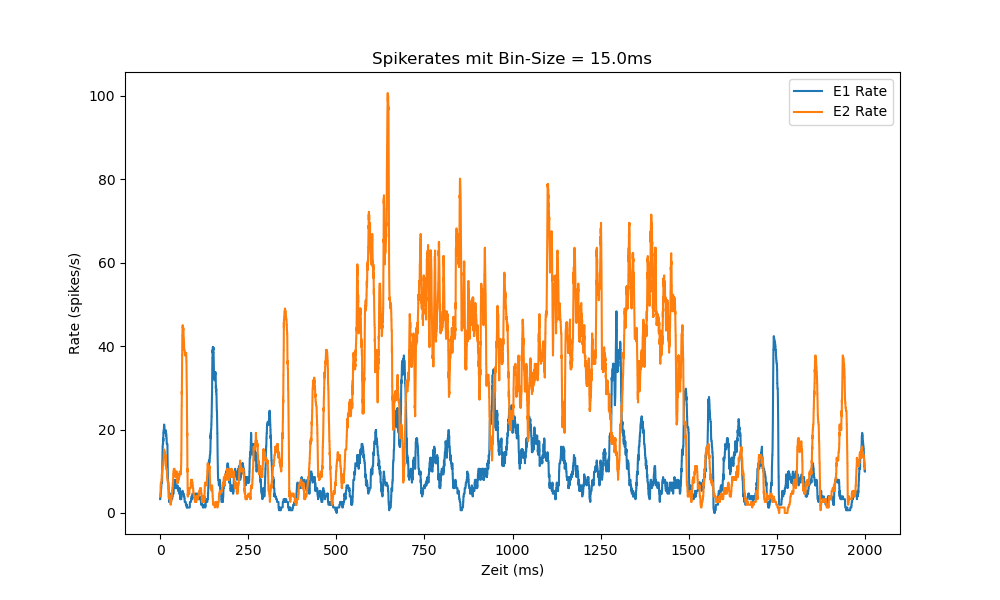 Spikerates mit Bin-Size = 15.0ms
E1 Rate
E2 Rate
Rate (spikes/s)
100
80
60
40
20
0
0 250 500 750 1000 1250 1500 1750 2000
Zeit (ms)